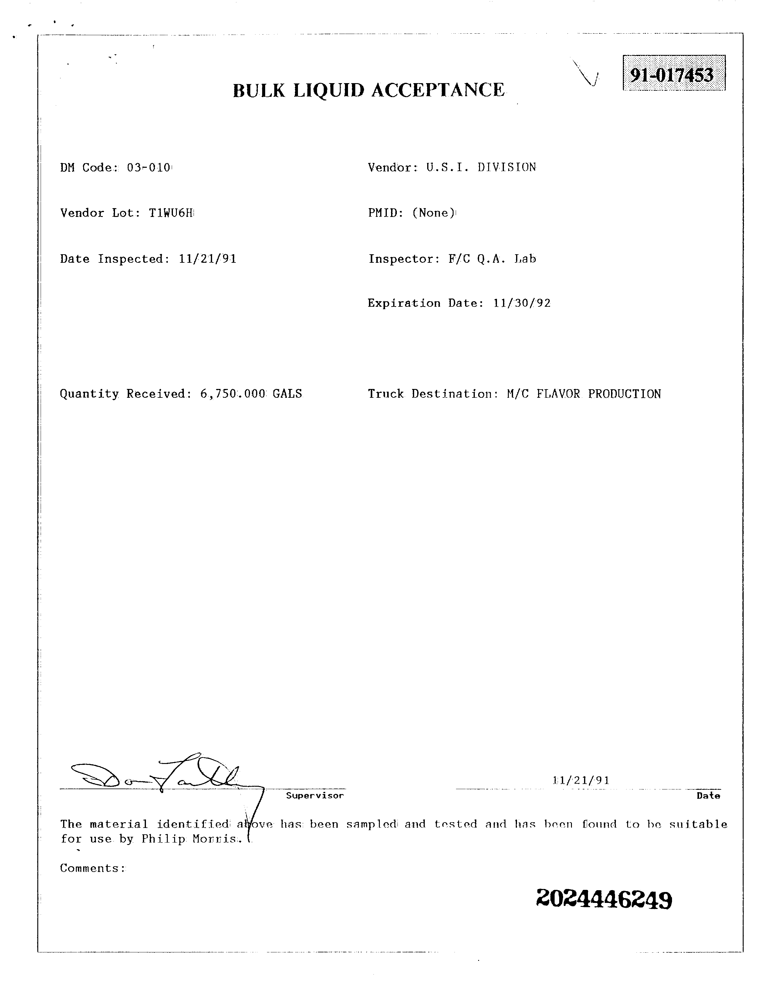 91-017453
BULK LIQUID ACCEPTANCE
DM Code: 03-010 Vendor: U.S.I. DIVISION
Vendor Lot: T1WU6H PMID: (None)
Date Inspected: 11/21/91 Inspector: F/C Q.A. Lab
Expiration Date: 11/30/92
Quantity Received: 6,750.000 GALS Truck Destination: M/C FLAVOR PRODUCTION
11/21/91
Supervisor Date
The material identified above has been sampled and tested and has been found to be suitable
for use by Philip Morris.
Comments:
2024446249